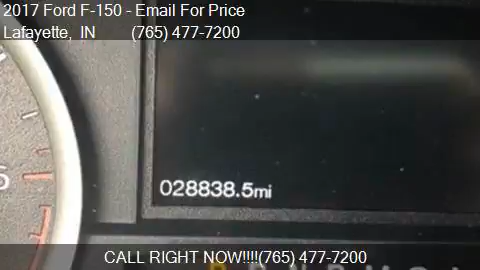 2017 Ford F-150 - Email For Price
Lafayette, IN (765) 477-7200
028838.5mi
CALL RIGHT NOW!!!!(765) 477-7200